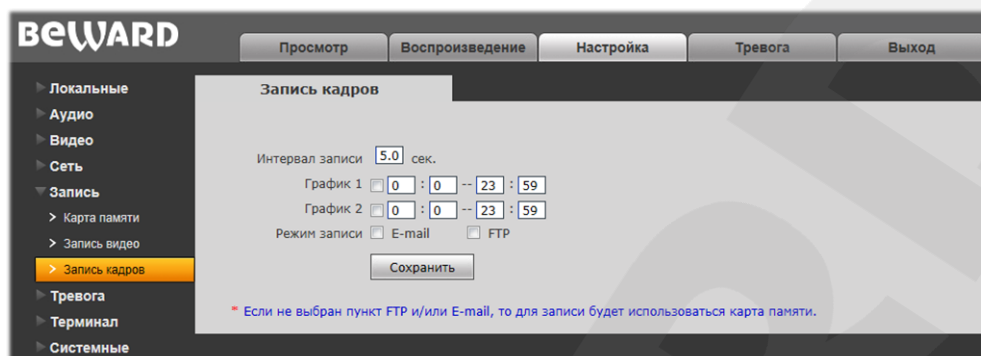 BEWARD
Просмотр Воспроизведение Настройка Тревога Выход
Локальные
Аудио
Видео
Сеть
Запись
Карта памяти
Запись видео
Запись кадров
Тревога
Терминал
Системные
Запись кадров
Интервал записи 5.0 сек.
График 1 0 : 0 -- 23 : 59
График 2 0 : 0 -- 23 : 59
Режим записи E-mail FTP
Сохранить
* Если не выбран пункт FTP и/или E-mail, то для записи будет использоваться карта памяти.